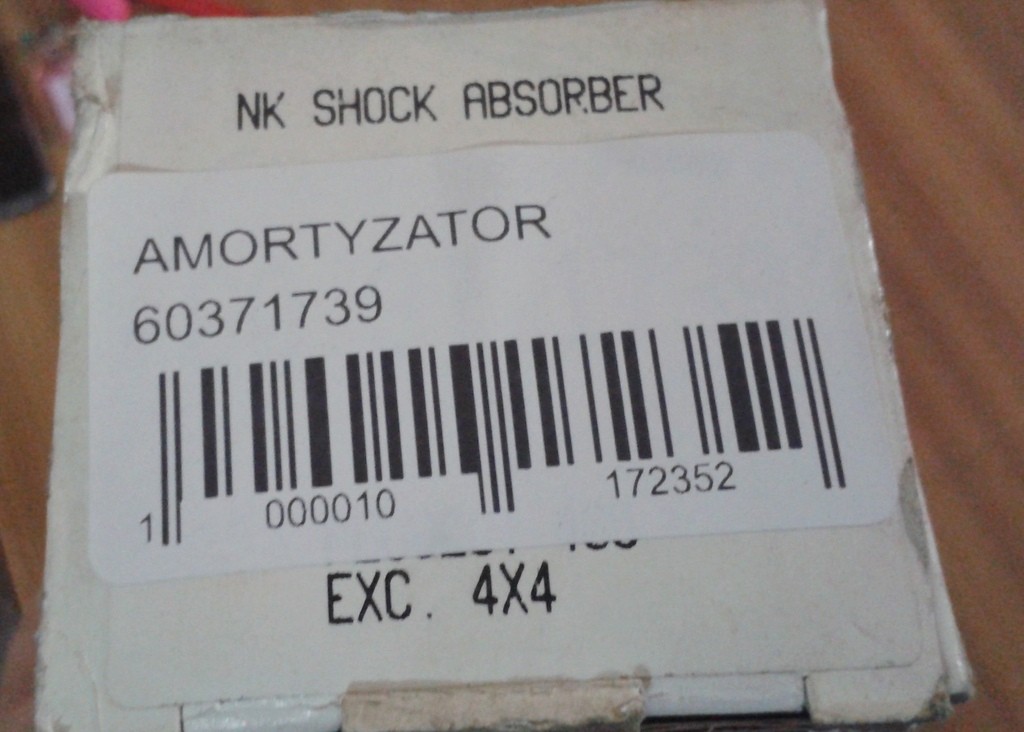 NK SHOCK ABSORBER
AMORTYZATOR
60371739
1 000010 172352
EXC. 4X4